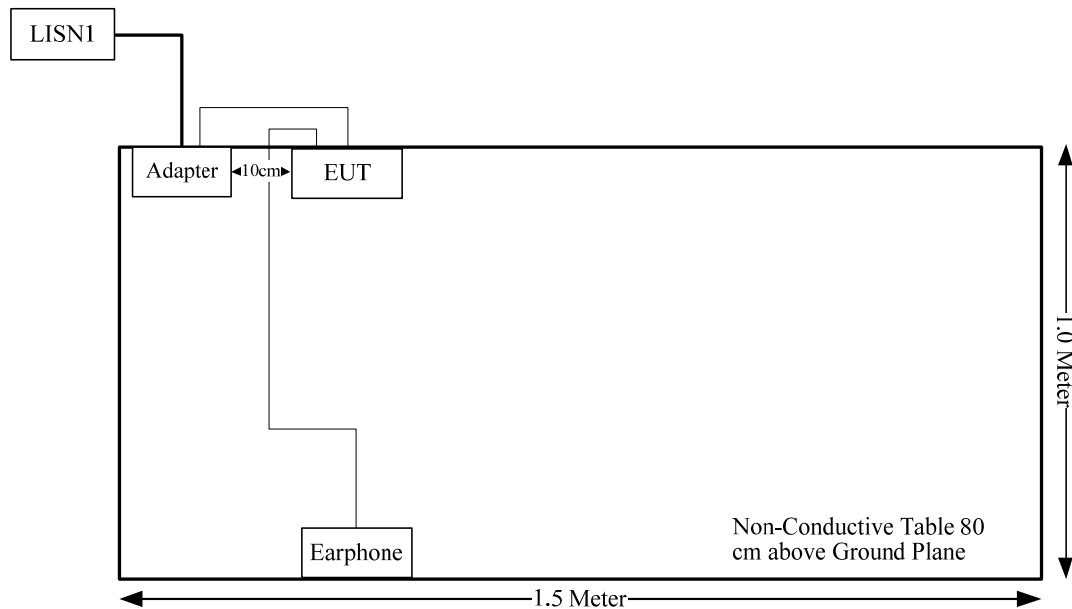 LISN1
Adapter
10cm
EUT
1.0 Meter
Earphone
Non-Conductive Table 80
cm above Ground Plane
1.5 Meter